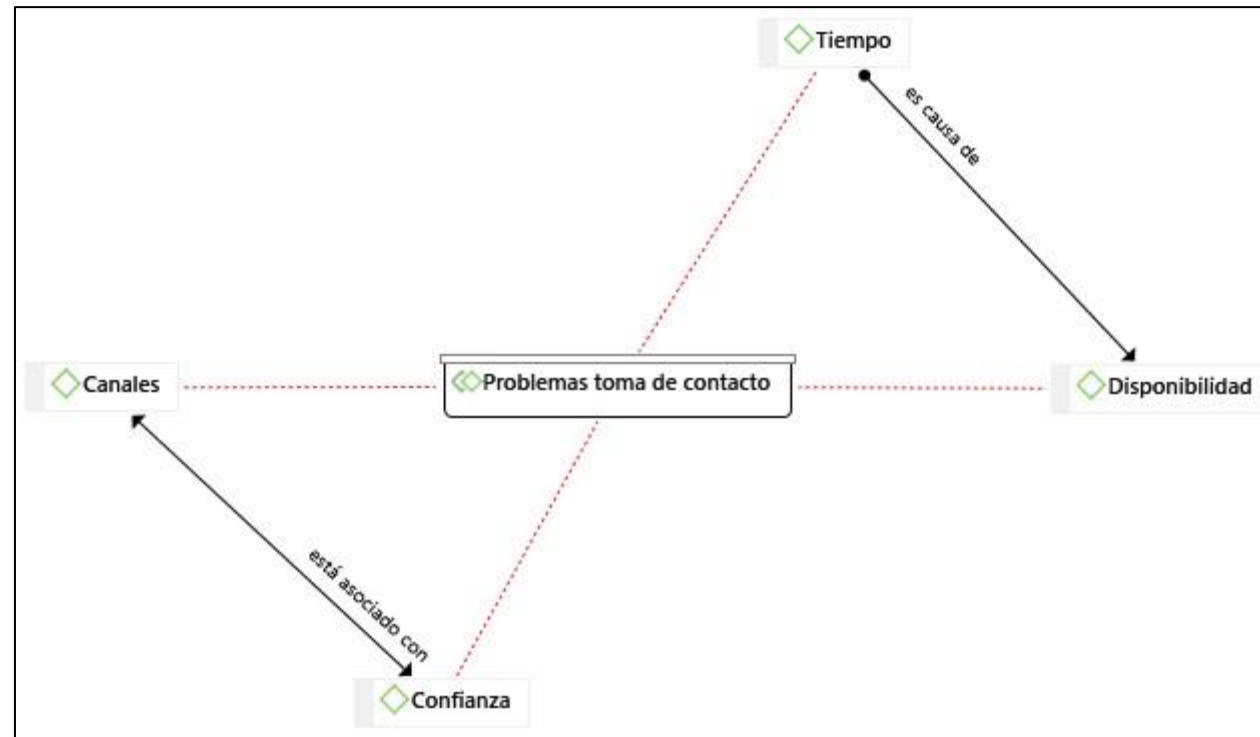 Tiempo
es causa de
Canales
Problemas toma de contacto
Disponibilidad
está asociado con
Confianza